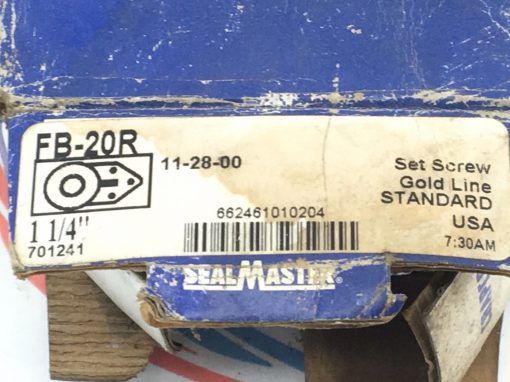 FB-20R
11-28-00
1 1/4"
701241
662461010204
Set Screw
Gold Line
STANDARD
USA
7:30AM
SEALMASTER